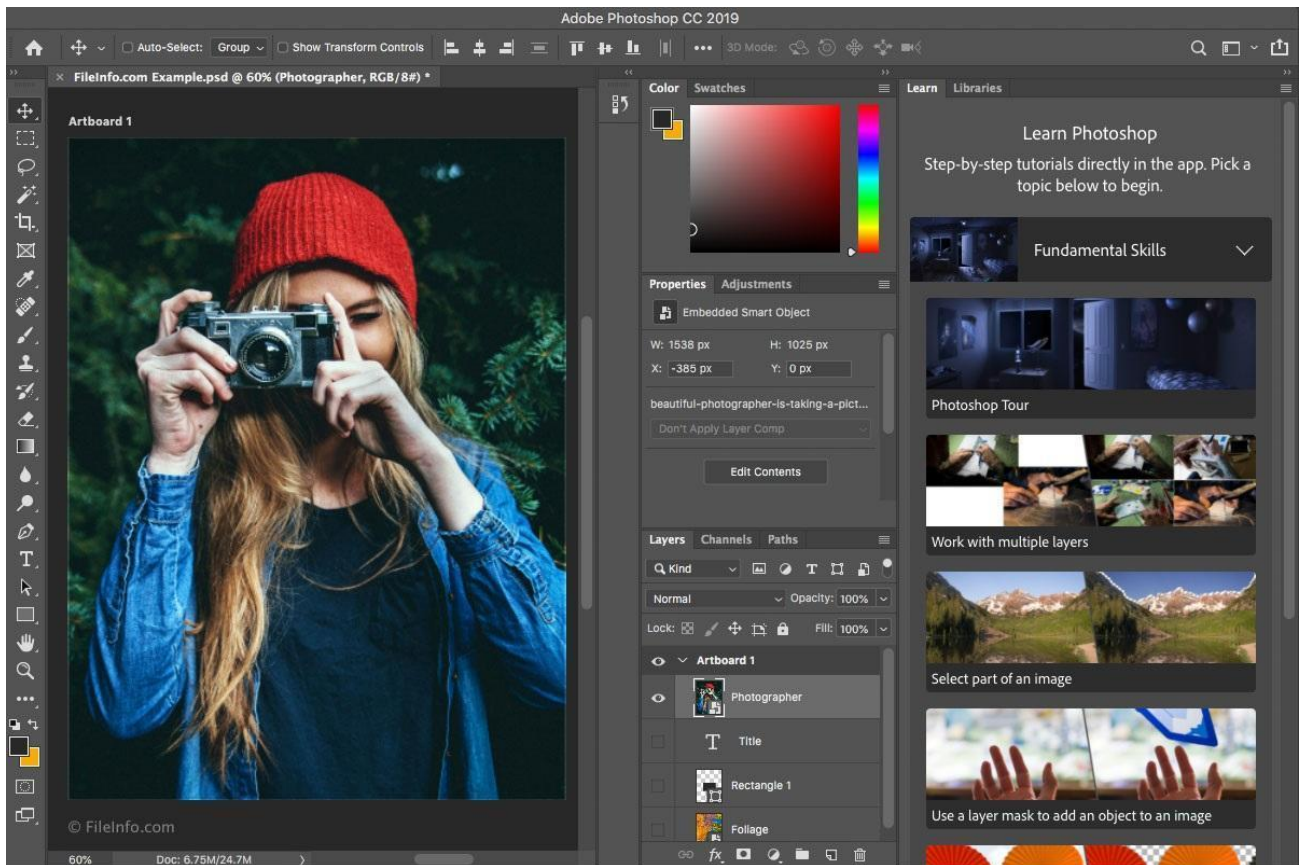 Adobe Photoshop CC 2019
Auto-Select: Group Show Transform Controls 3D Mode:
× FileInfo.com Example.psd @ 60% (Photographer, RGB/8#) *
Artboard 1
© FileInfo.com
60% Doc: 6.75M/24.7M
Color Swatches
Properties Adjustments
Embedded Smart Object
W: 1538 px H: 1025 px
X: -385 px Y: 0 px
beautiful-photographer-is-taking-a-pict...
Don't Apply Layer Comp
Edit Contents
Layers Channels Paths
Kind
Normal Opacity: 100%
Lock: Fill: 100%
Artboard 1
Photographer
T Title
Rectangle 1
Foliage
fx
Learn Libraries
Learn Photoshop
Step-by-step tutorials directly in the app. Pick a
topic below to begin.
Fundamental Skills
Photoshop Tour
Work with multiple layers
Select part of an image
Use a layer mask to add an object to an image